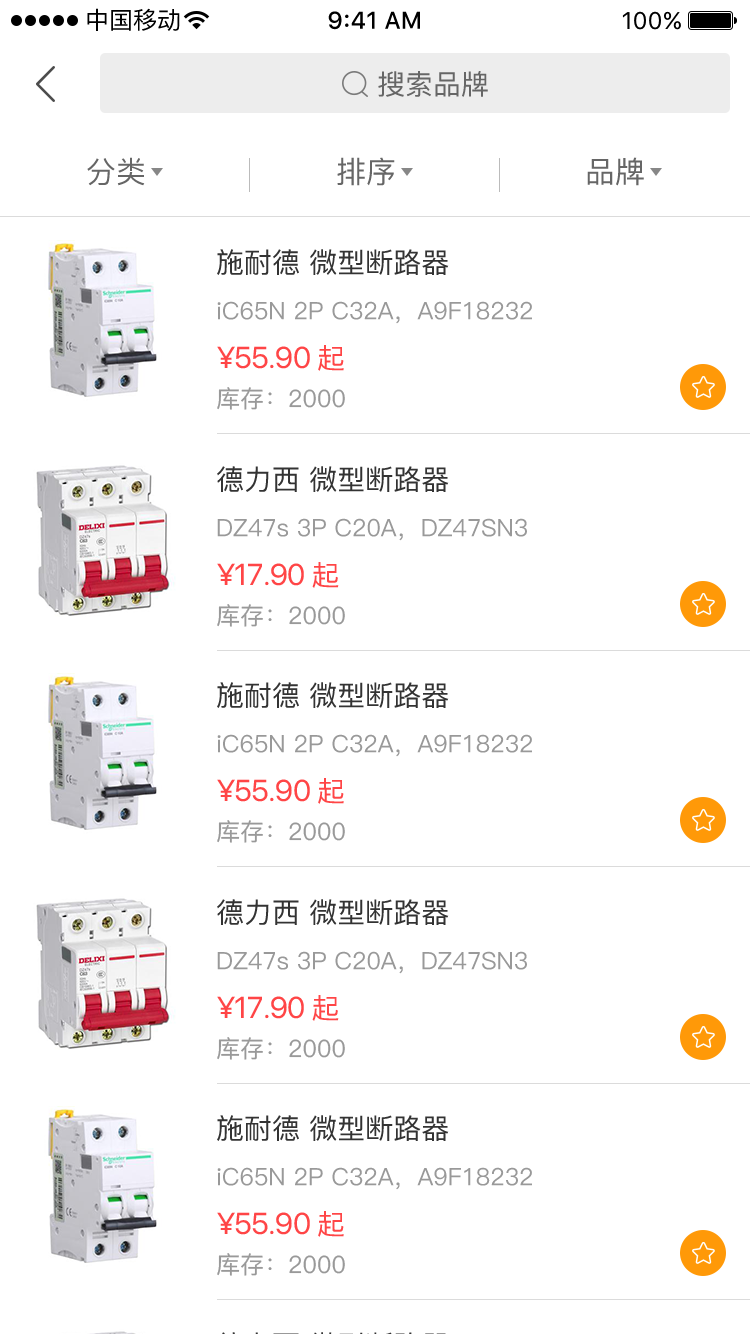 中国移动 9:41 AM 100%
搜索品牌
分类 排序 品牌
施耐德 微型断路器
iC65N 2P C32A，A9F18232
¥55.90 起
库存：2000
Schneider
德力西 微型断路器
DZ47s 3P C20A，DZ47SN3
¥17.90 起
库存：2000
DELIXI
施耐德 微型断路器
iC65N 2P C32A，A9F18232
¥55.90 起
库存：2000
Schneider
德力西 微型断路器
DZ47s 3P C20A，DZ47SN3
¥17.90 起
库存：2000
DELIXI
施耐德 微型断路器
iC65N 2P C32A，A9F18232
¥55.90 起
库存：2000
Schneider